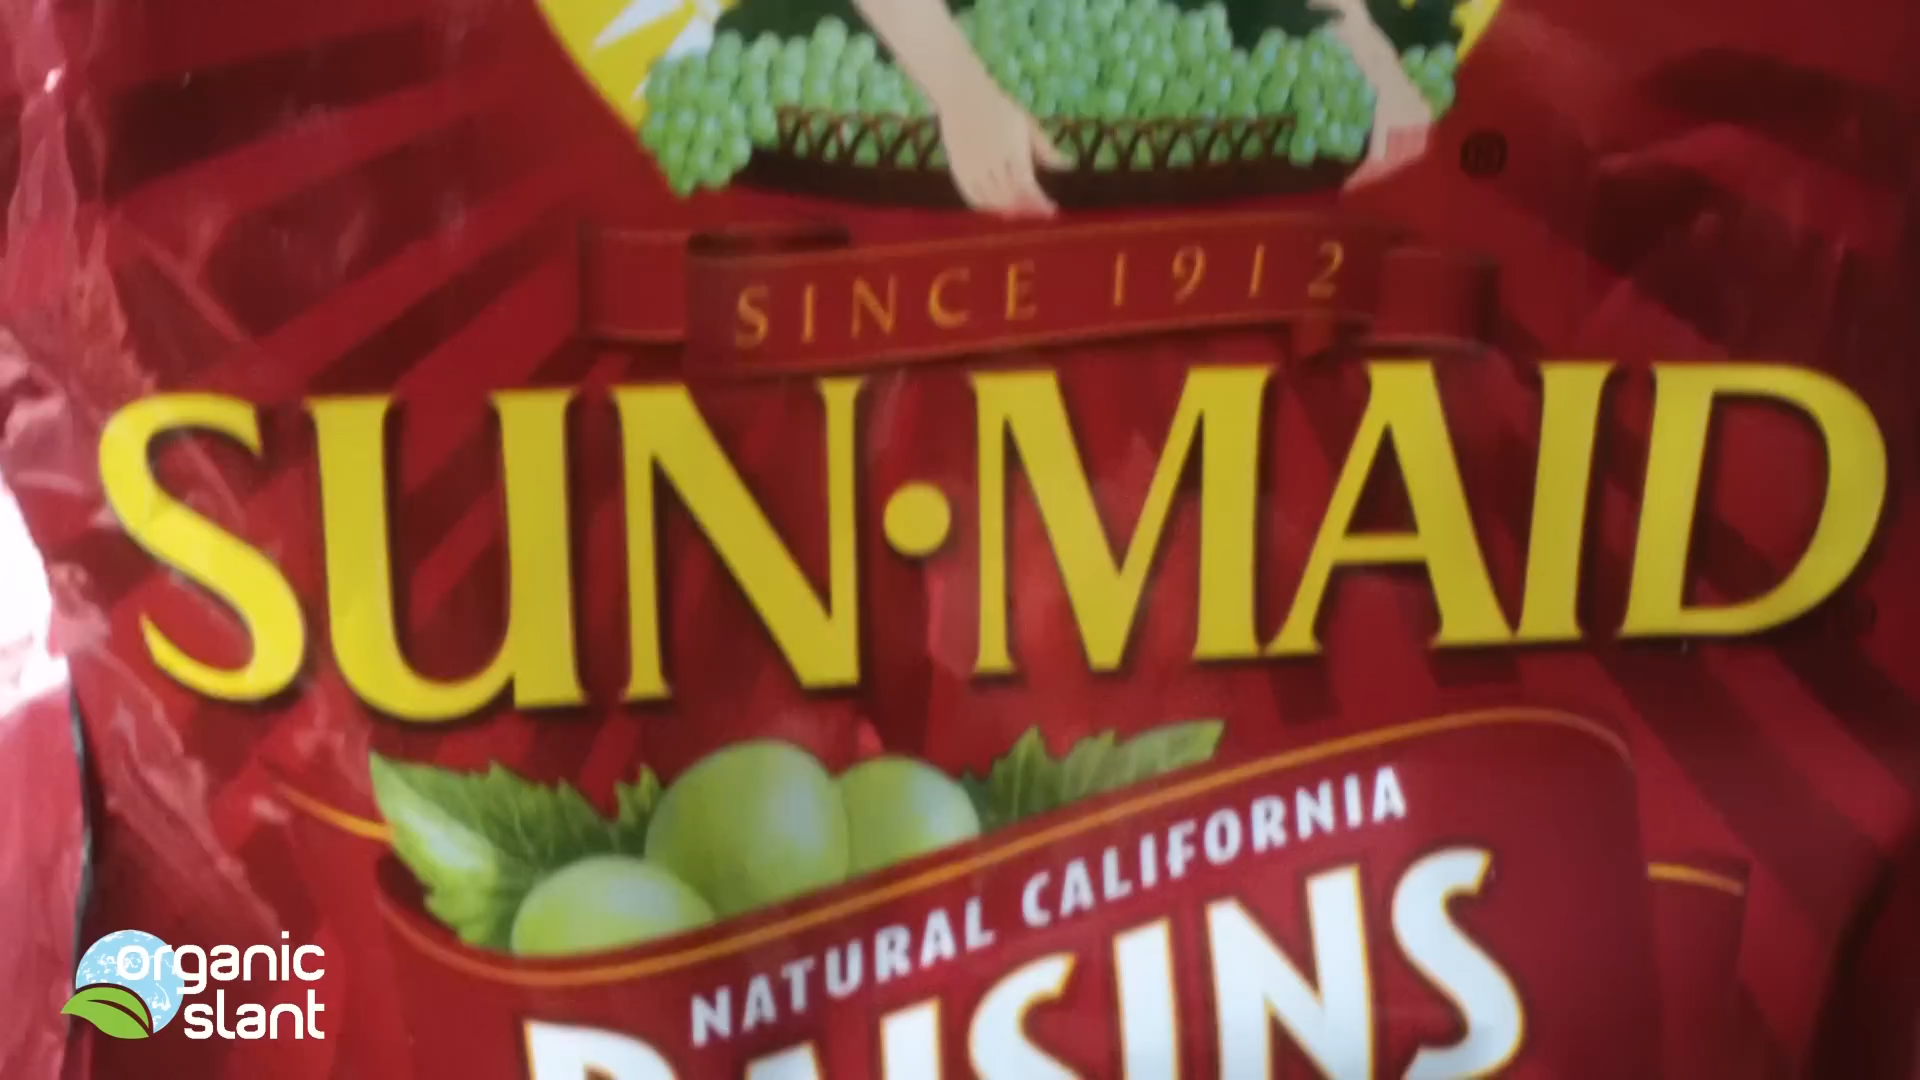 SINCE 1912
SUN•MAID
NATURAL CALIFORNIA
RAISINS
organic
slant